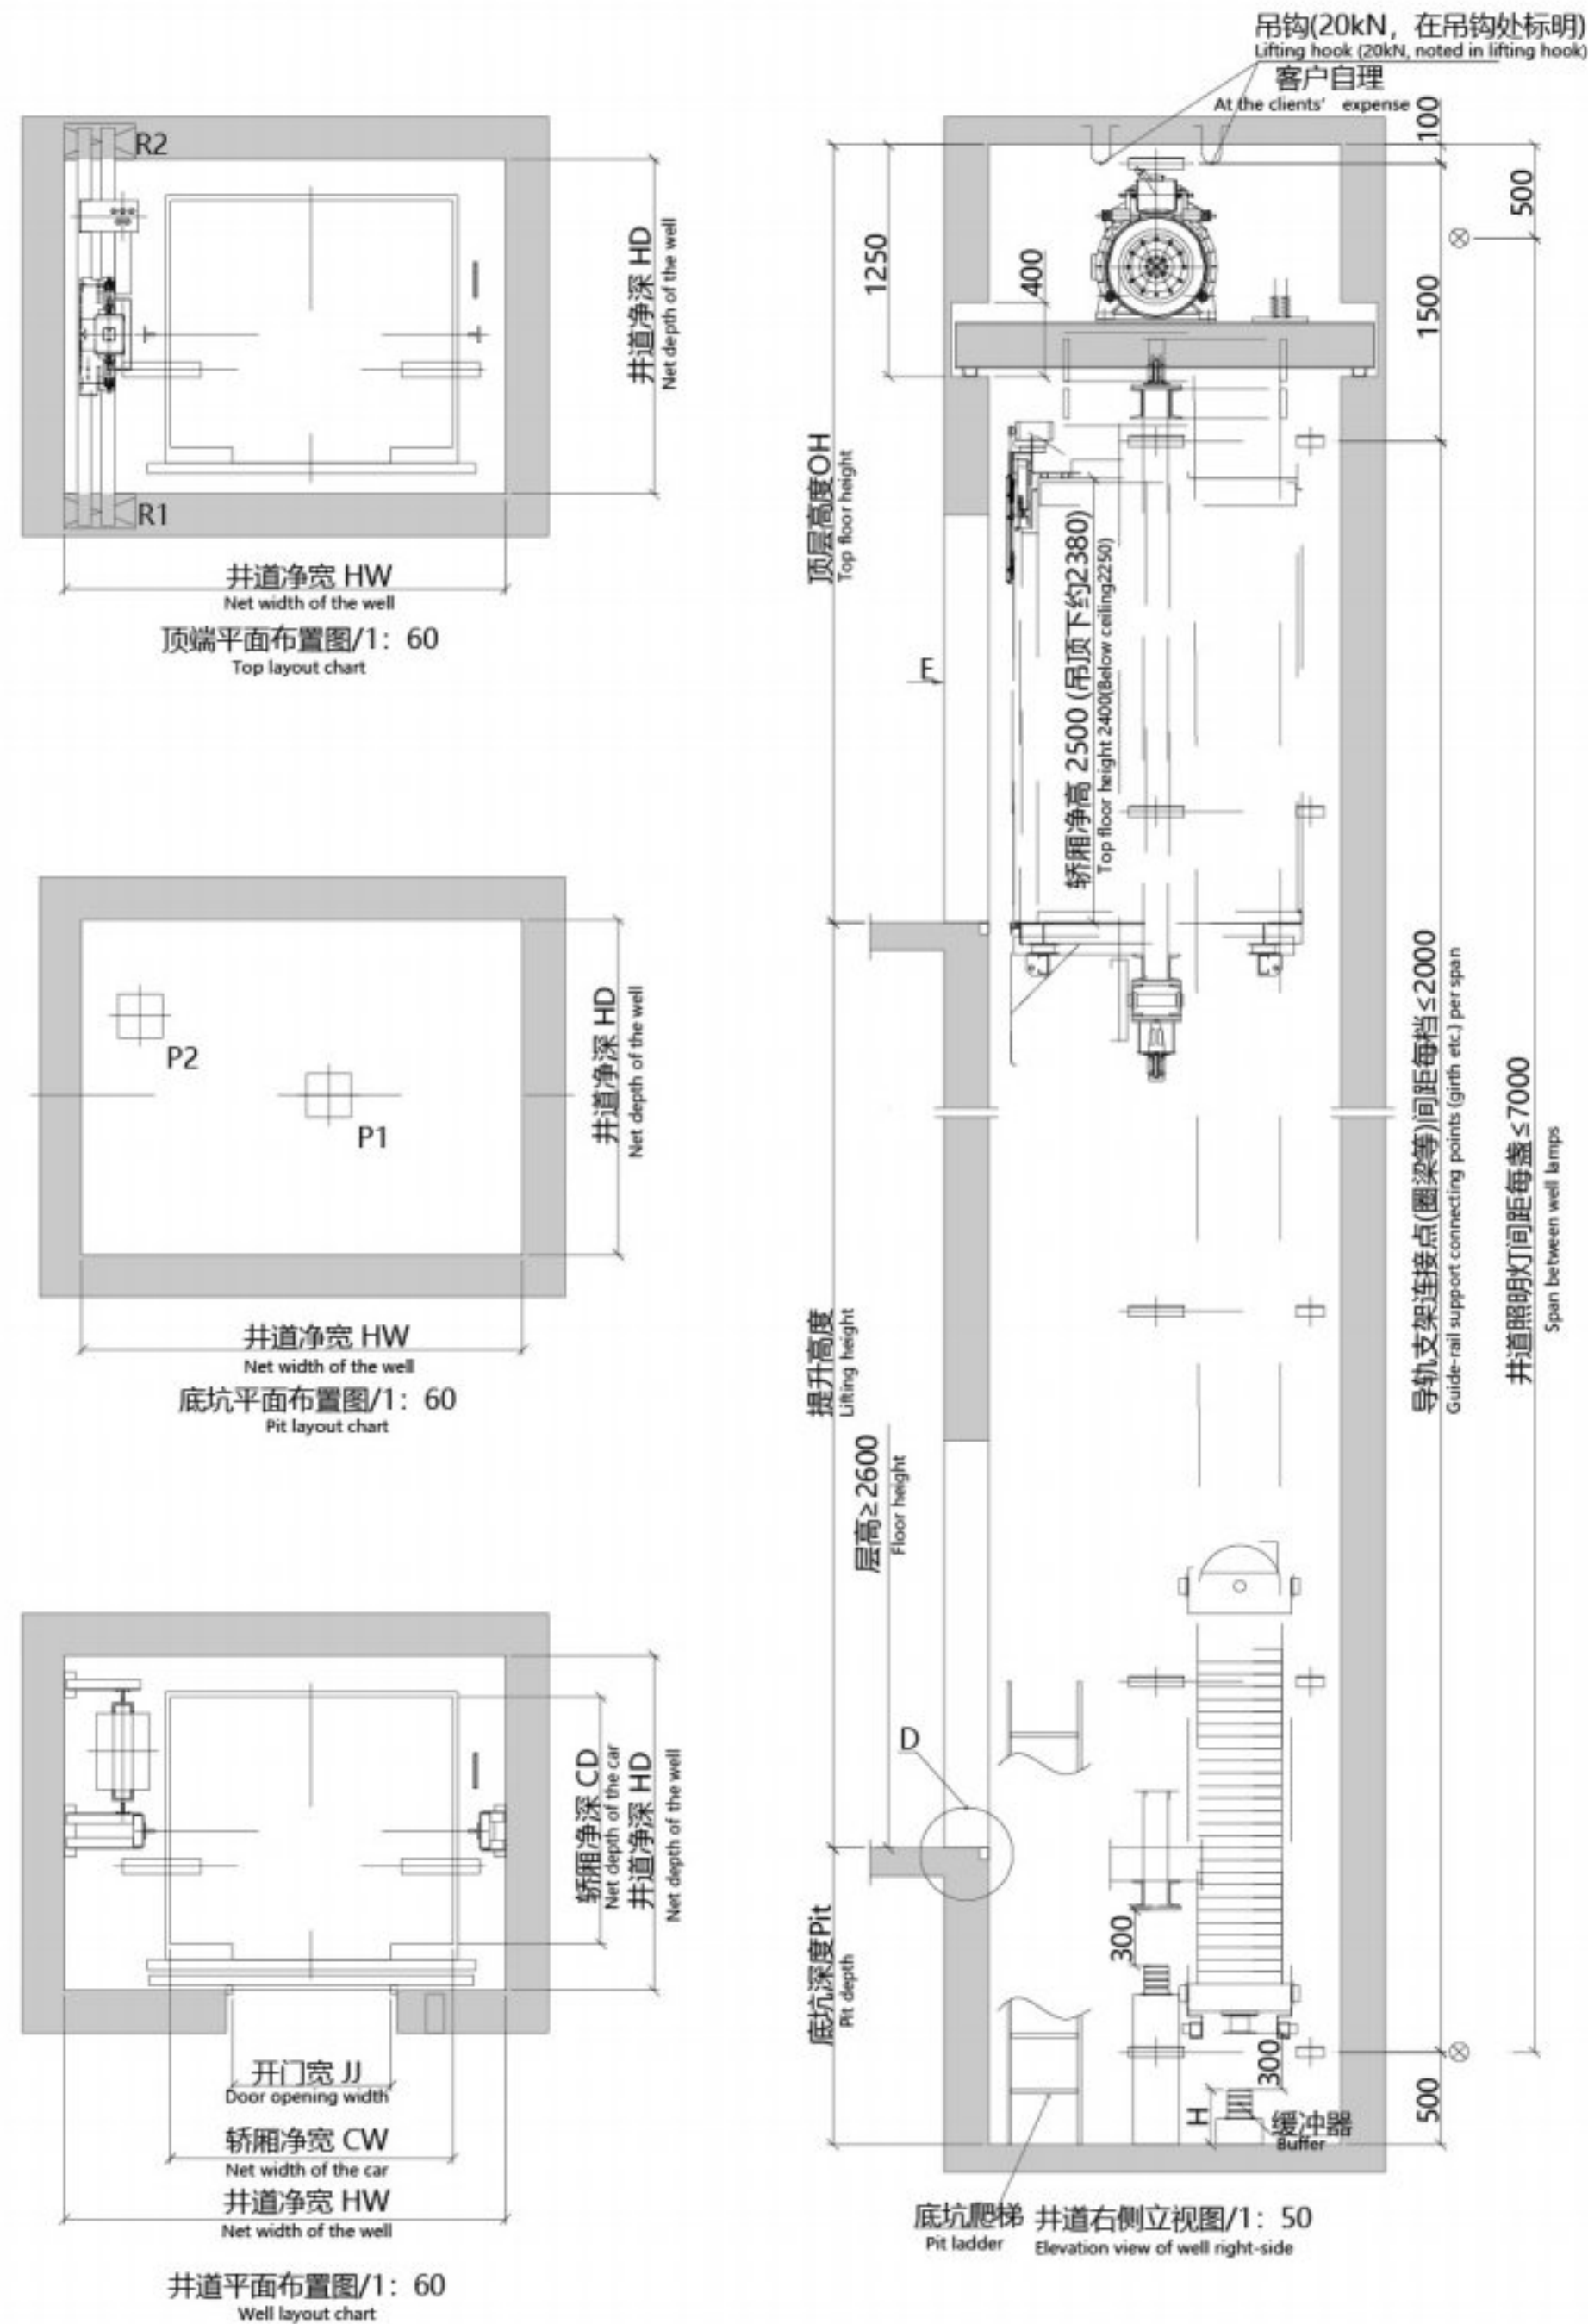 R2
井道净深 HD
Net depth of the well
R1
井道净宽 HW
Net width of the well
顶端平面布置图/1：60
Top layout chart
P2
P1
井道净深 HD
Net depth of the well
井道净宽 HW
Net width of the well
底坑平面布置图/1：60
Pit layout chart
轿厢净深 CD
Net depth of the car
井道净深 HD
Net depth of the well
开门宽 JJ
Door opening width
轿厢净宽 CW
Net width of the car
井道净宽 HW
Net width of the well
井道平面布置图/1：60
Well layout chart
吊钩(20kN，在吊钩处标明)
Lifting hook (20kN, noted in lifting hook)
客户自理
At the clients' expense
100
500
1250
400
1500
顶层高度OH
Top floor height
E
轿厢净高 2500 (吊顶下约2380)
Top floor height 2400(Below ceiling2250)
导轨支架连接点(圈梁等)间距每档≤2000
Guide-rail support connecting points (girth etc.) per span
井道照明灯间距每盏≤7000
Span between well lamps
提升高度
Lifting height
层高≥2600
Floor height
D
底坑深度Pit
Pit depth
300
300
H
500
缓冲器
Buffer
底坑爬梯
Pit ladder
井道右侧立视图/1：50
Elevation view of well right-side